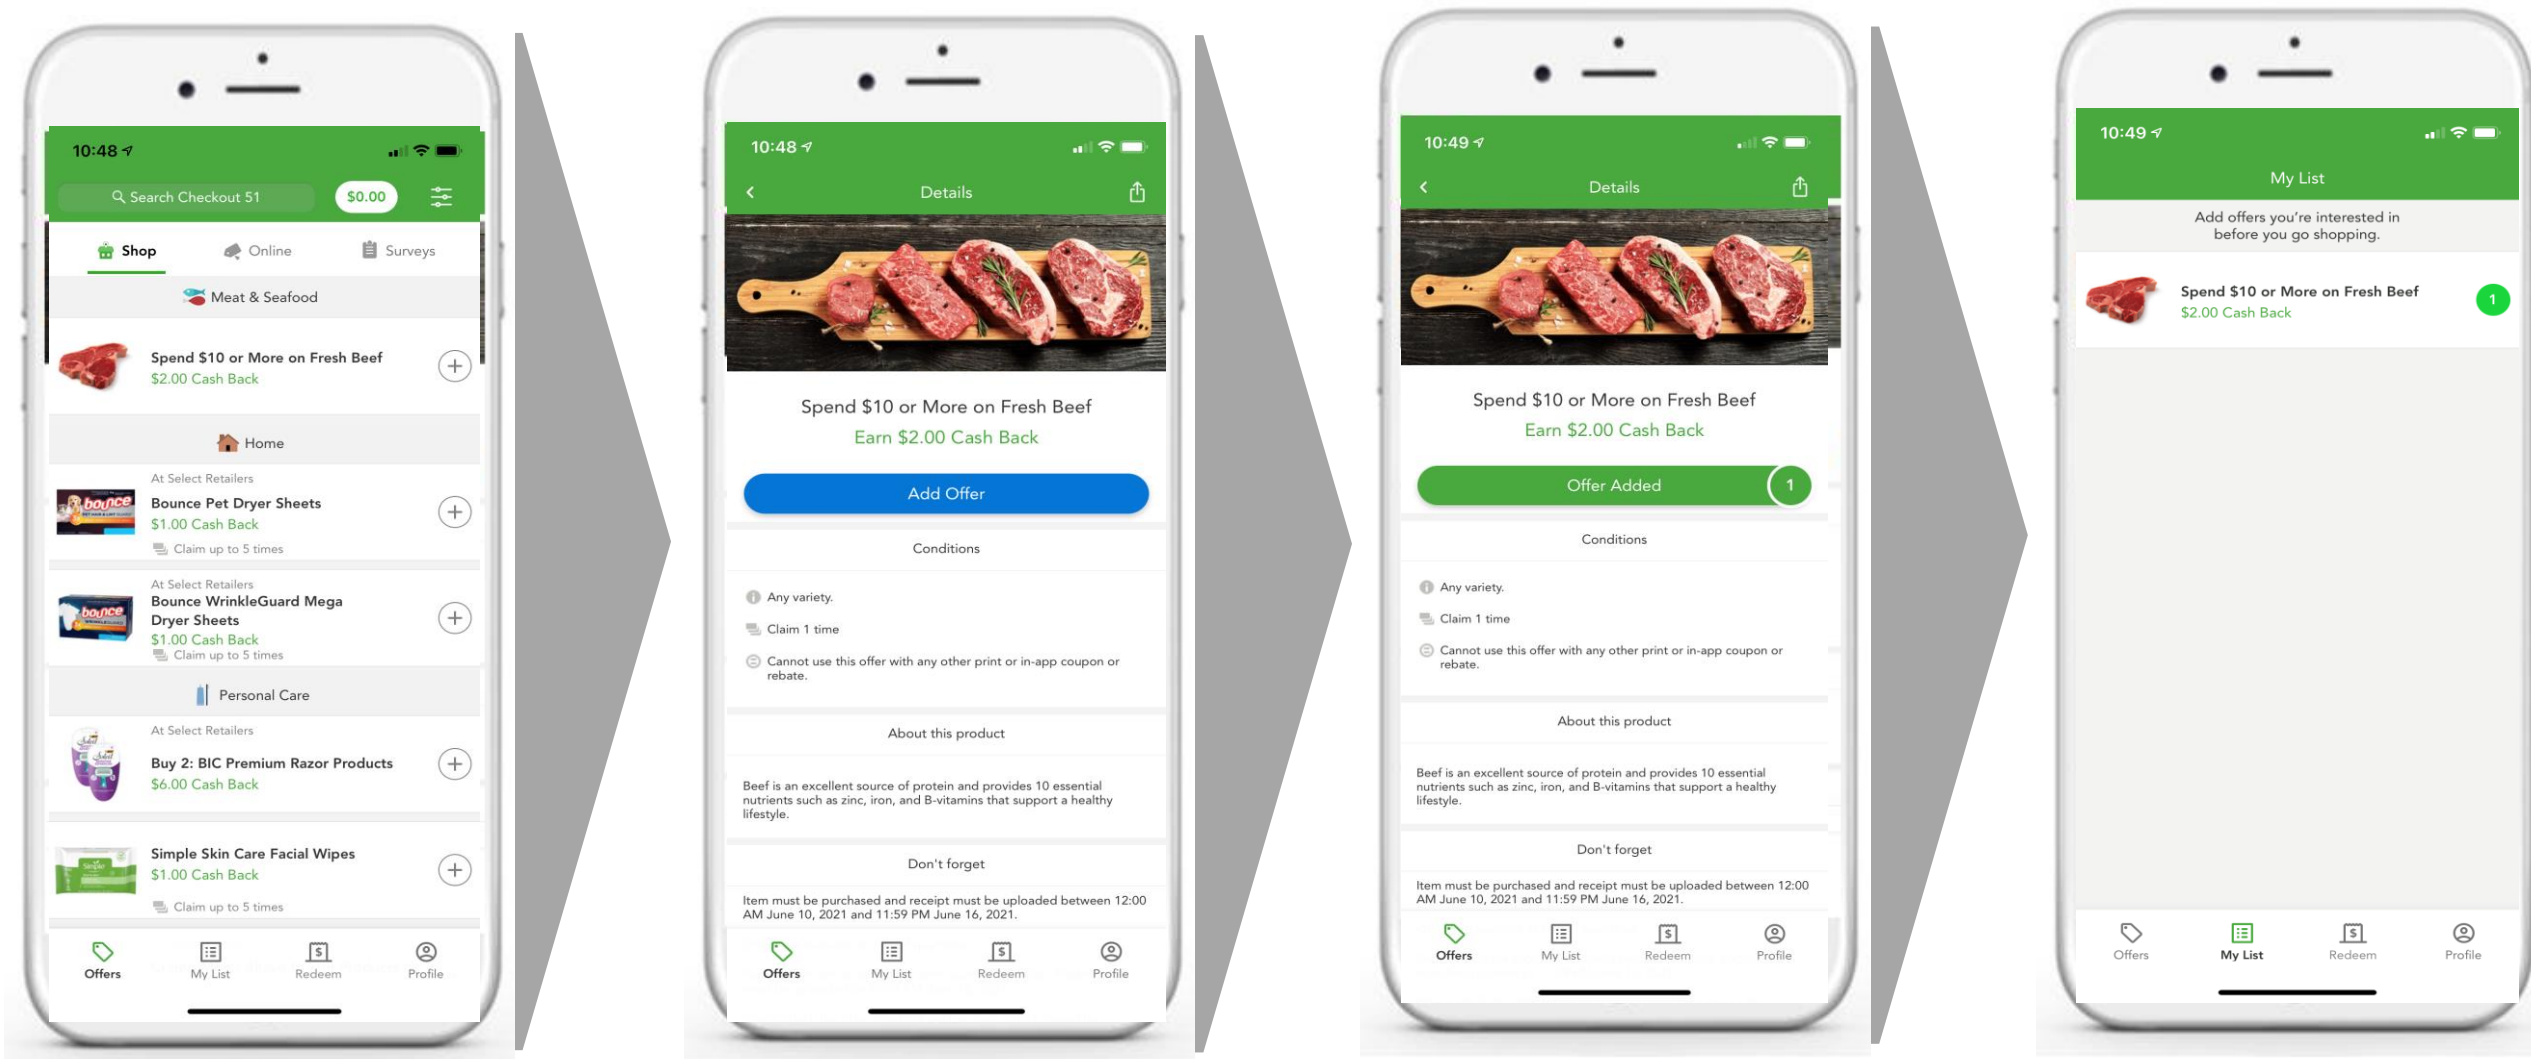 10:48
Search Checkout 51
$0.00
Shop
Online
Surveys
Meat & Seafood
Spend $10 or More on Fresh Beef
$2.00 Cash Back
Home
At Select Retailers
bounce
Bounce Pet Dryer Sheets
$1.00 Cash Back
Claim up to 5 times
At Select Retailers
bounce
Bounce WrinkleGuard Mega
Dryer Sheets
$1.00 Cash Back
Claim up to 5 times
Personal Care
At Select Retailers
Buy 2: BIC Premium Razor Products
$6.00 Cash Back
Simple
Simple Skin Care Facial Wipes
$1.00 Cash Back
Claim up to 5 times
Offers
My List
Redeem
Profile
10:48
Details
Spend $10 or More on Fresh Beef
Earn $2.00 Cash Back
Add Offer
Conditions
Any variety.
Claim 1 time
Cannot use this offer with any other print or in-app coupon or
rebate.
About this product
Beef is an excellent source of protein and provides 10 essential
nutrients such as zinc, iron, and B-vitamins that support a healthy
lifestyle.
Don't forget
Item must be purchased and receipt must be uploaded between 12:00
AM June 10, 2021 and 11:59 PM June 16, 2021.
Offers
My List
Redeem
Profile
10:49
Details
Spend $10 or More on Fresh Beef
Earn $2.00 Cash Back
Offer Added
1
Conditions
Any variety.
Claim 1 time
Cannot use this offer with any other print or in-app coupon or
rebate.
About this product
Beef is an excellent source of protein and provides 10 essential
nutrients such as zinc, iron, and B-vitamins that support a healthy
lifestyle.
Don't forget
Item must be purchased and receipt must be uploaded between 12:00
AM June 10, 2021 and 11:59 PM June 16, 2021.
Offers
My List
Redeem
Profile
10:49
My List
Add offers you're interested in
before you go shopping.
Spend $10 or More on Fresh Beef
$2.00 Cash Back
1
Offers
My List
Redeem
Profile